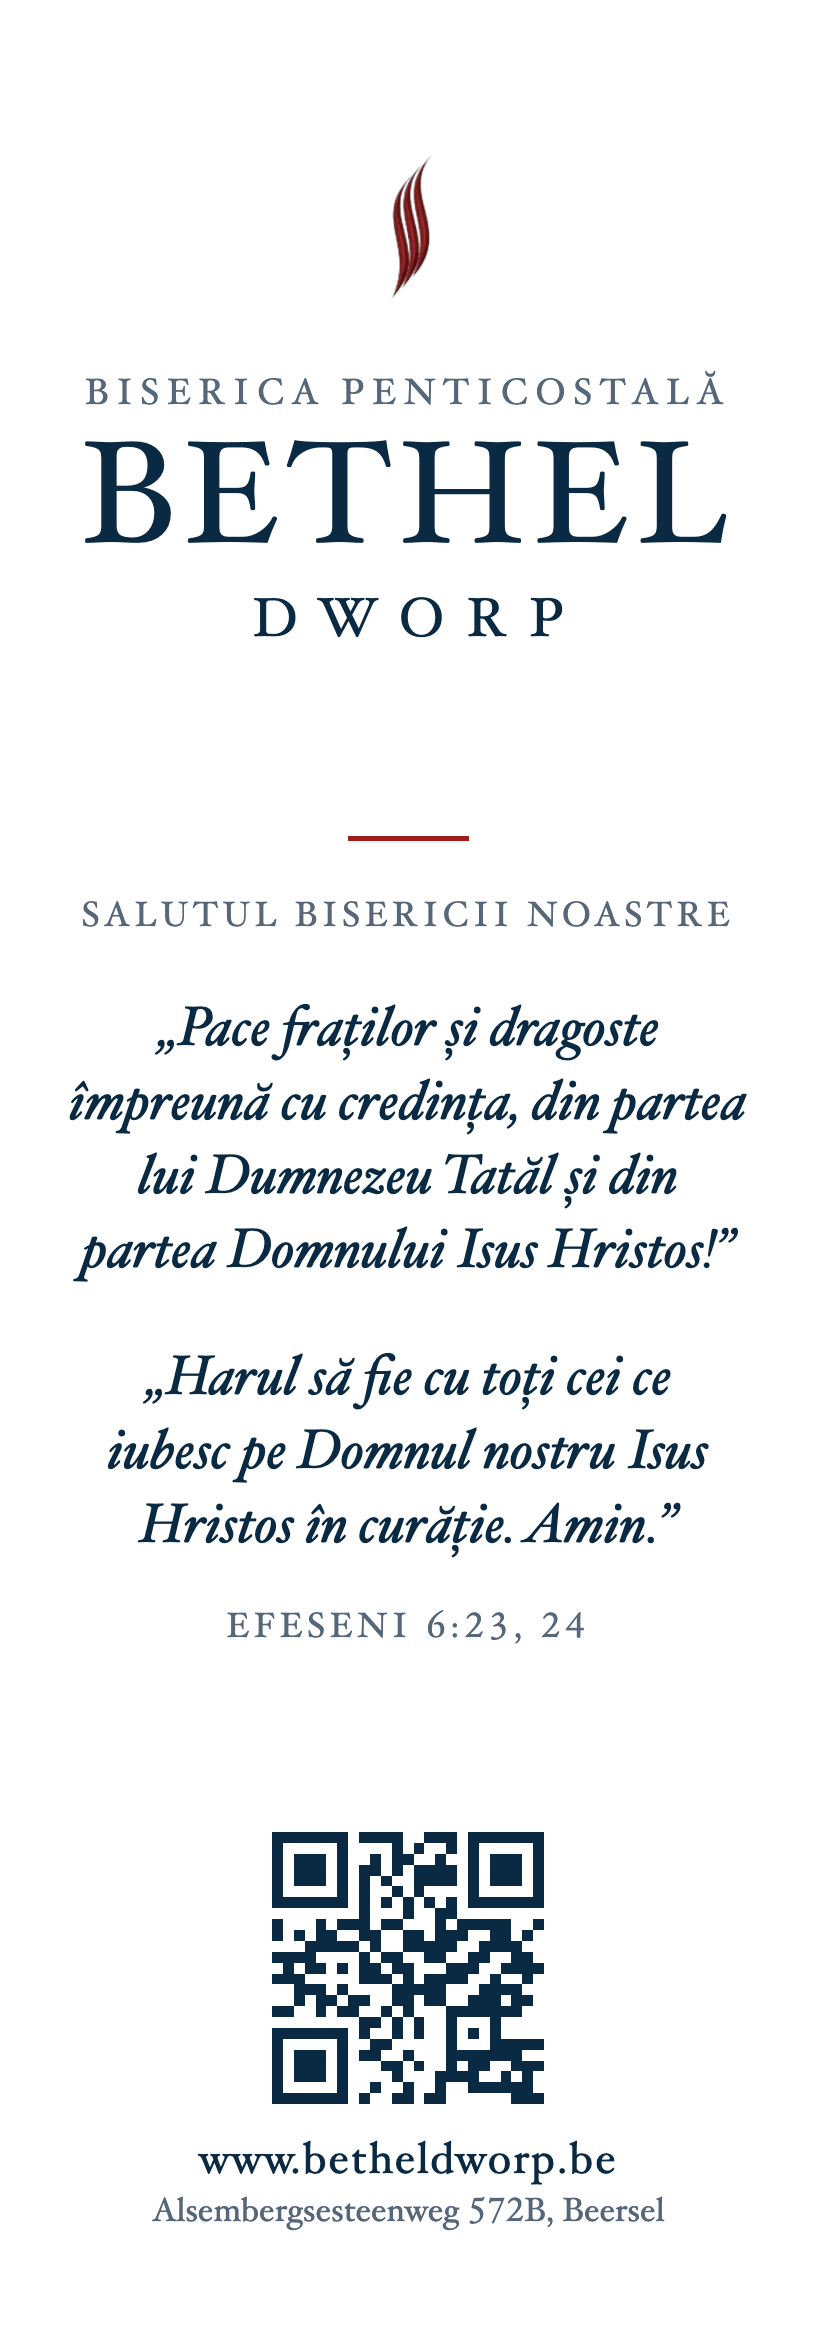 BISERICA PENTICOSTALĂ
BETHEL
DWORP
SALUTUL BISERICII NOASTRE
„Pace fraților și dragoste
împreună cu credința, din partea
lui Dumnezeu Tatăl și din
partea Domnului Isus Hristos!”
„Harul să fie cu toți cei ce
iubesc pe Domnul nostru Isus
Hristos în curăție. Amin.”
EFESENI 6:23, 24
www.betheldworp.be
Alsembergsesteenweg 572B, Beersel